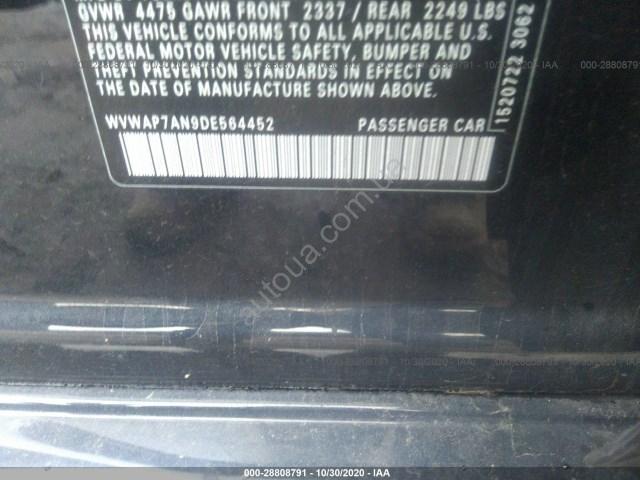 GVWR 4475 GAWR FRONT 2337 / REAR 2249 LBS
THIS VEHICLE CONFORMS TO ALL APPLICABLE U.S.
FEDERAL MOTOR VEHICLE SAFETY, BUMPER AND
THEFT PREVENTION STANDARDS IN EFFECT ON
THE DATE OF MANUFACTURE SHOWN ABOVE.
WVWAP7AN9DE564452 PASSENGER CAR
1520722 3062
autoua.com.ua
000-28808791 - 10/30/2020 - IAA